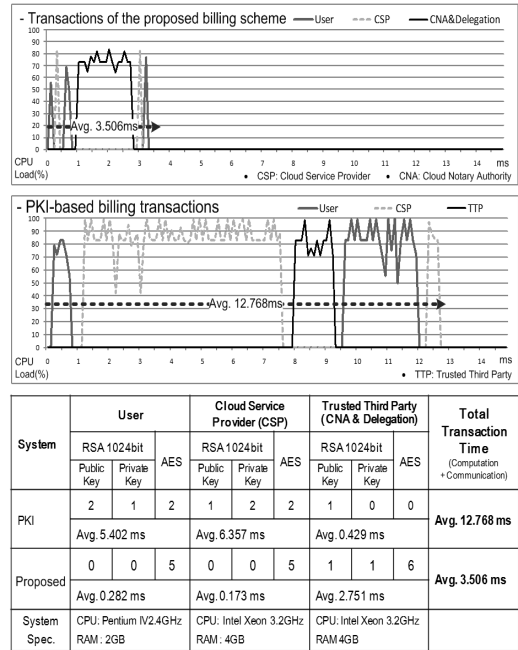 - Transactions of the proposed billing scheme
User CSP CNA&Delegation
100
90
80
70
60
50
40
30
20
10
0
Avg. 3.506ms
CPU 1 2 3 4 5 6 7 8 9 10 11 12 13 14 ms
Load(%)
• CSP: Cloud Service Provider • CNA: Cloud Notary Authority
- PKI-based billing transactions
User CSP TTP
100
90
80
70
60
50
40
30
20
10
0
Avg. 12.768ms
CPU 1 2 3 4 5 6 7 8 9 10 11 12 13 14 ms
Load(%)
• TTP: Trusted Third Party
System User Cloud Service Provider (CSP) Trusted Third Party (CNA & Delegation) Total Transaction Time (Computation + Communication)
RSA 1024bit AES RSA 1024bit AES RSA 1024bit AES
Public Key Private Key Public Key Private Key Public Key Private Key
PKI 2 1 2 1 2 2 1 0 0 Avg. 12.768 ms
Avg. 5.402 ms Avg. 6.357 ms Avg. 0.429 ms
Proposed 0 0 5 0 0 5 1 1 6 Avg. 3.506 ms
Avg. 0.282 ms Avg. 0.173 ms Avg. 2.751 ms
System Spec. CPU: Pentium IV2.4GHz CPU: Intel Xeon 3.2GHz CPU: Intel Xeon 3.2GHz
RAM : 2GB RAM : 4GB RAM 4GB